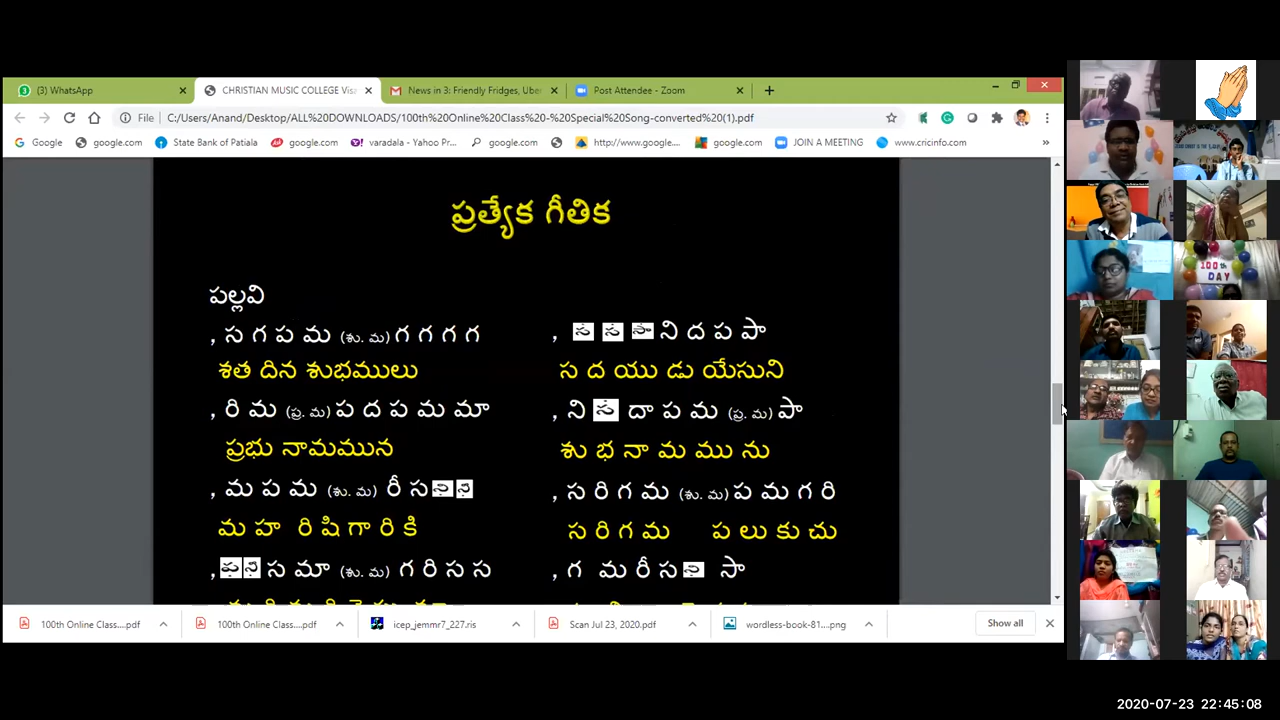 (3) WhatsApp
CHRISTIAN MUSIC COLLEGE Visa
News in 3: Friendly Fridges, Uber
Post Attendee - Zoom
File C:/Users/Anand/Desktop/ALL%20DOWNLOADS/100th%20Online%20Class%20-%20Special%20Song-converted%20(1).pdf
Google google.com State Bank of Patiala google.com varadala - Yahoo Pr... google.com http://www.google.... google.com JOIN A MEETING www.cricinfo.com
ప్రత్యేక గీతిక
పల్లవి
, స గ ప మ (శు. మ) గ గ గ గ , స స సా ని ద ప పా
శత దిన శుభములు స ద యు డు యేసుని
, రి మ (ప్ర. మ) ప ద ప మ మా , ని స దా ప మ (ప్ర. మ) పా
ప్రభు నామమున శు భ నా మ ము ను
, మ ప మ (శు. మ) రీ స ని ని , స రి గ మ (శు. మ) ప మ గ రి
మ హ రి షి గా రి కి స రి గ మ ప లు కు చు
, ప ని స మా (శు. మ) గ రి స స , గ మ రీ స ని సా
100th Online Class....pdf
100th Online Class....pdf
icep_jemmr7_227.ris
Scan Jul 23, 2020.pdf
wordless-book-81....png
Show all
100th
DAY
2020-07-23 22:45:08